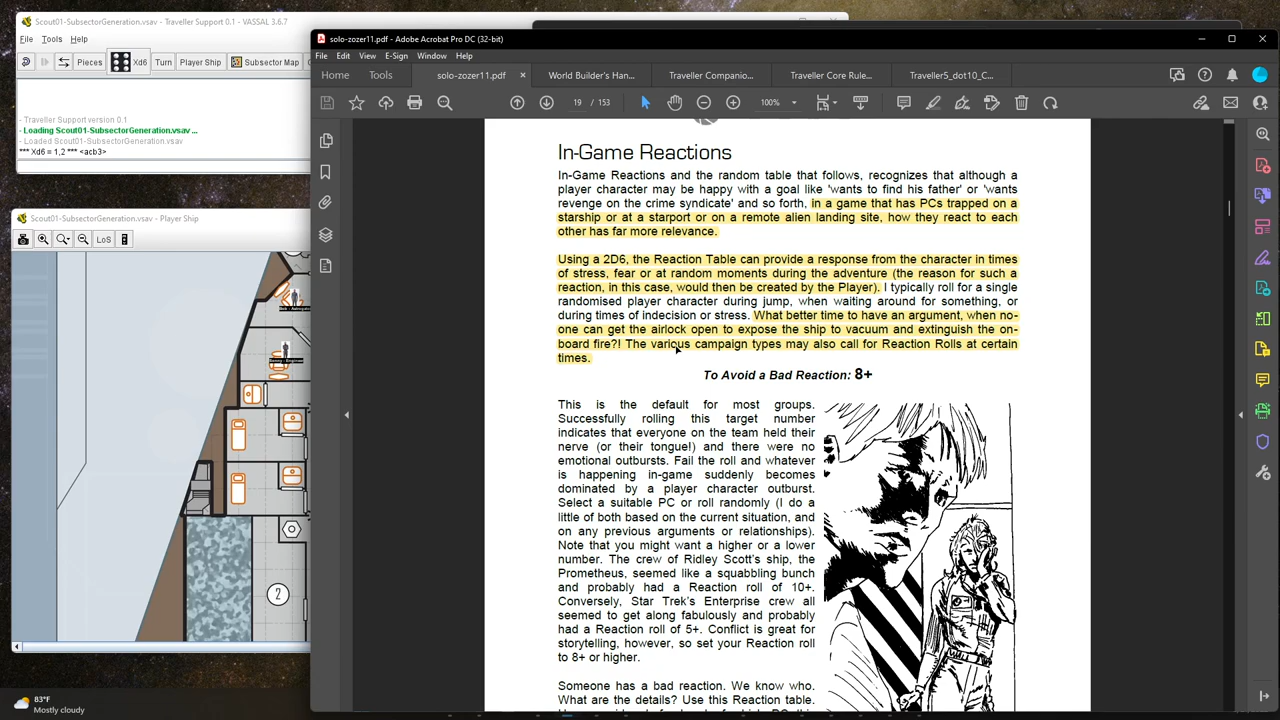 Scout01-SubsectorGeneration.vsav - Traveller Support 0.1 - VASSAL 3.6.7
File Tools Help
Pieces Xd6 Turn Player Ship Subsector Map
- Traveller Support version 0.1
- Loading Scout01-SubsectorGeneration.vsav ...
- Loaded Scout01-SubsectorGeneration.vsav
*** Xd6 = 1,2 *** <acb3>
Scout01-SubsectorGeneration.vsav - Player Ship
LoS
2
83°F
Mostly cloudy
solo-zozer11.pdf - Adobe Acrobat Pro DC (32-bit)
File Edit View E-Sign Window Help
Home Tools solo-zozer11.pdf World Builder's Han... Traveller Companio... Traveller Core Rule... Traveller5_dot10_C...
19 / 153 100%
In-Game Reactions
In-Game Reactions and the random table that follows, recognizes that although a
player character may be happy with a goal like 'wants to find his father' or 'wants
revenge on the crime syndicate' and so forth, in a game that has PCs trapped on a
starship or at a starport or on a remote alien landing site, how they react to each
other has far more relevance.
Using a 2D6, the Reaction Table can provide a response from the character in times
of stress, fear or at random moments during the adventure (the reason for such a
reaction, in this case, would then be created by the Player). I typically roll for a single
randomised player character during jump, when waiting around for something, or
during times of indecision or stress. What better time to have an argument, when no-
one can get the airlock open to expose the ship to vacuum and extinguish the on-
board fire?! The various campaign types may also call for Reaction Rolls at certain
times.
To Avoid a Bad Reaction: 8+
This is the default for most groups.
Successfully rolling this target number
indicates that everyone on the team held their
nerve (or their tongue!) and there were no
emotional outbursts. Fail the roll and whatever
is happening in-game suddenly becomes
dominated by a player character outburst.
Select a suitable PC or roll randomly (I do a
little of both based on the current situation, and
on any previous arguments or relationships).
Note that you might want a higher or a lower
number. The crew of Ridley Scott's ship, the
Prometheus, seemed like a squabbling bunch
and probably had a Reaction roll of 10+.
Conversely, Star Trek's Enterprise crew all
seemed to get along fabulously and probably
had a Reaction roll of 5+. Conflict is great for
storytelling, however, so set your Reaction roll
to 8+ or higher.
Someone has a bad reaction. We know who.
What are the details? Use this Reaction table.